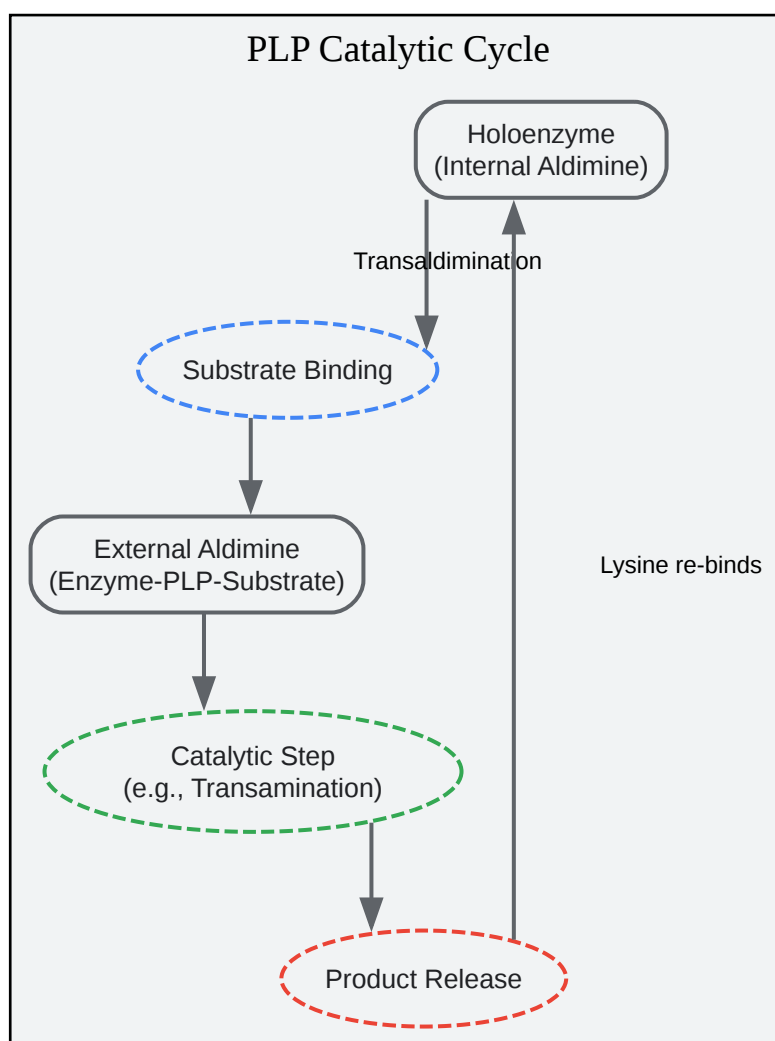 PLP Catalytic Cycle
Holoenzyme
(Internal Aldimine)
Transaldimination
Substrate Binding
External Aldimine
(Enzyme-PLP-Substrate)
Lysine re-binds
Catalytic Step
(e.g., Transamination)
Product Release